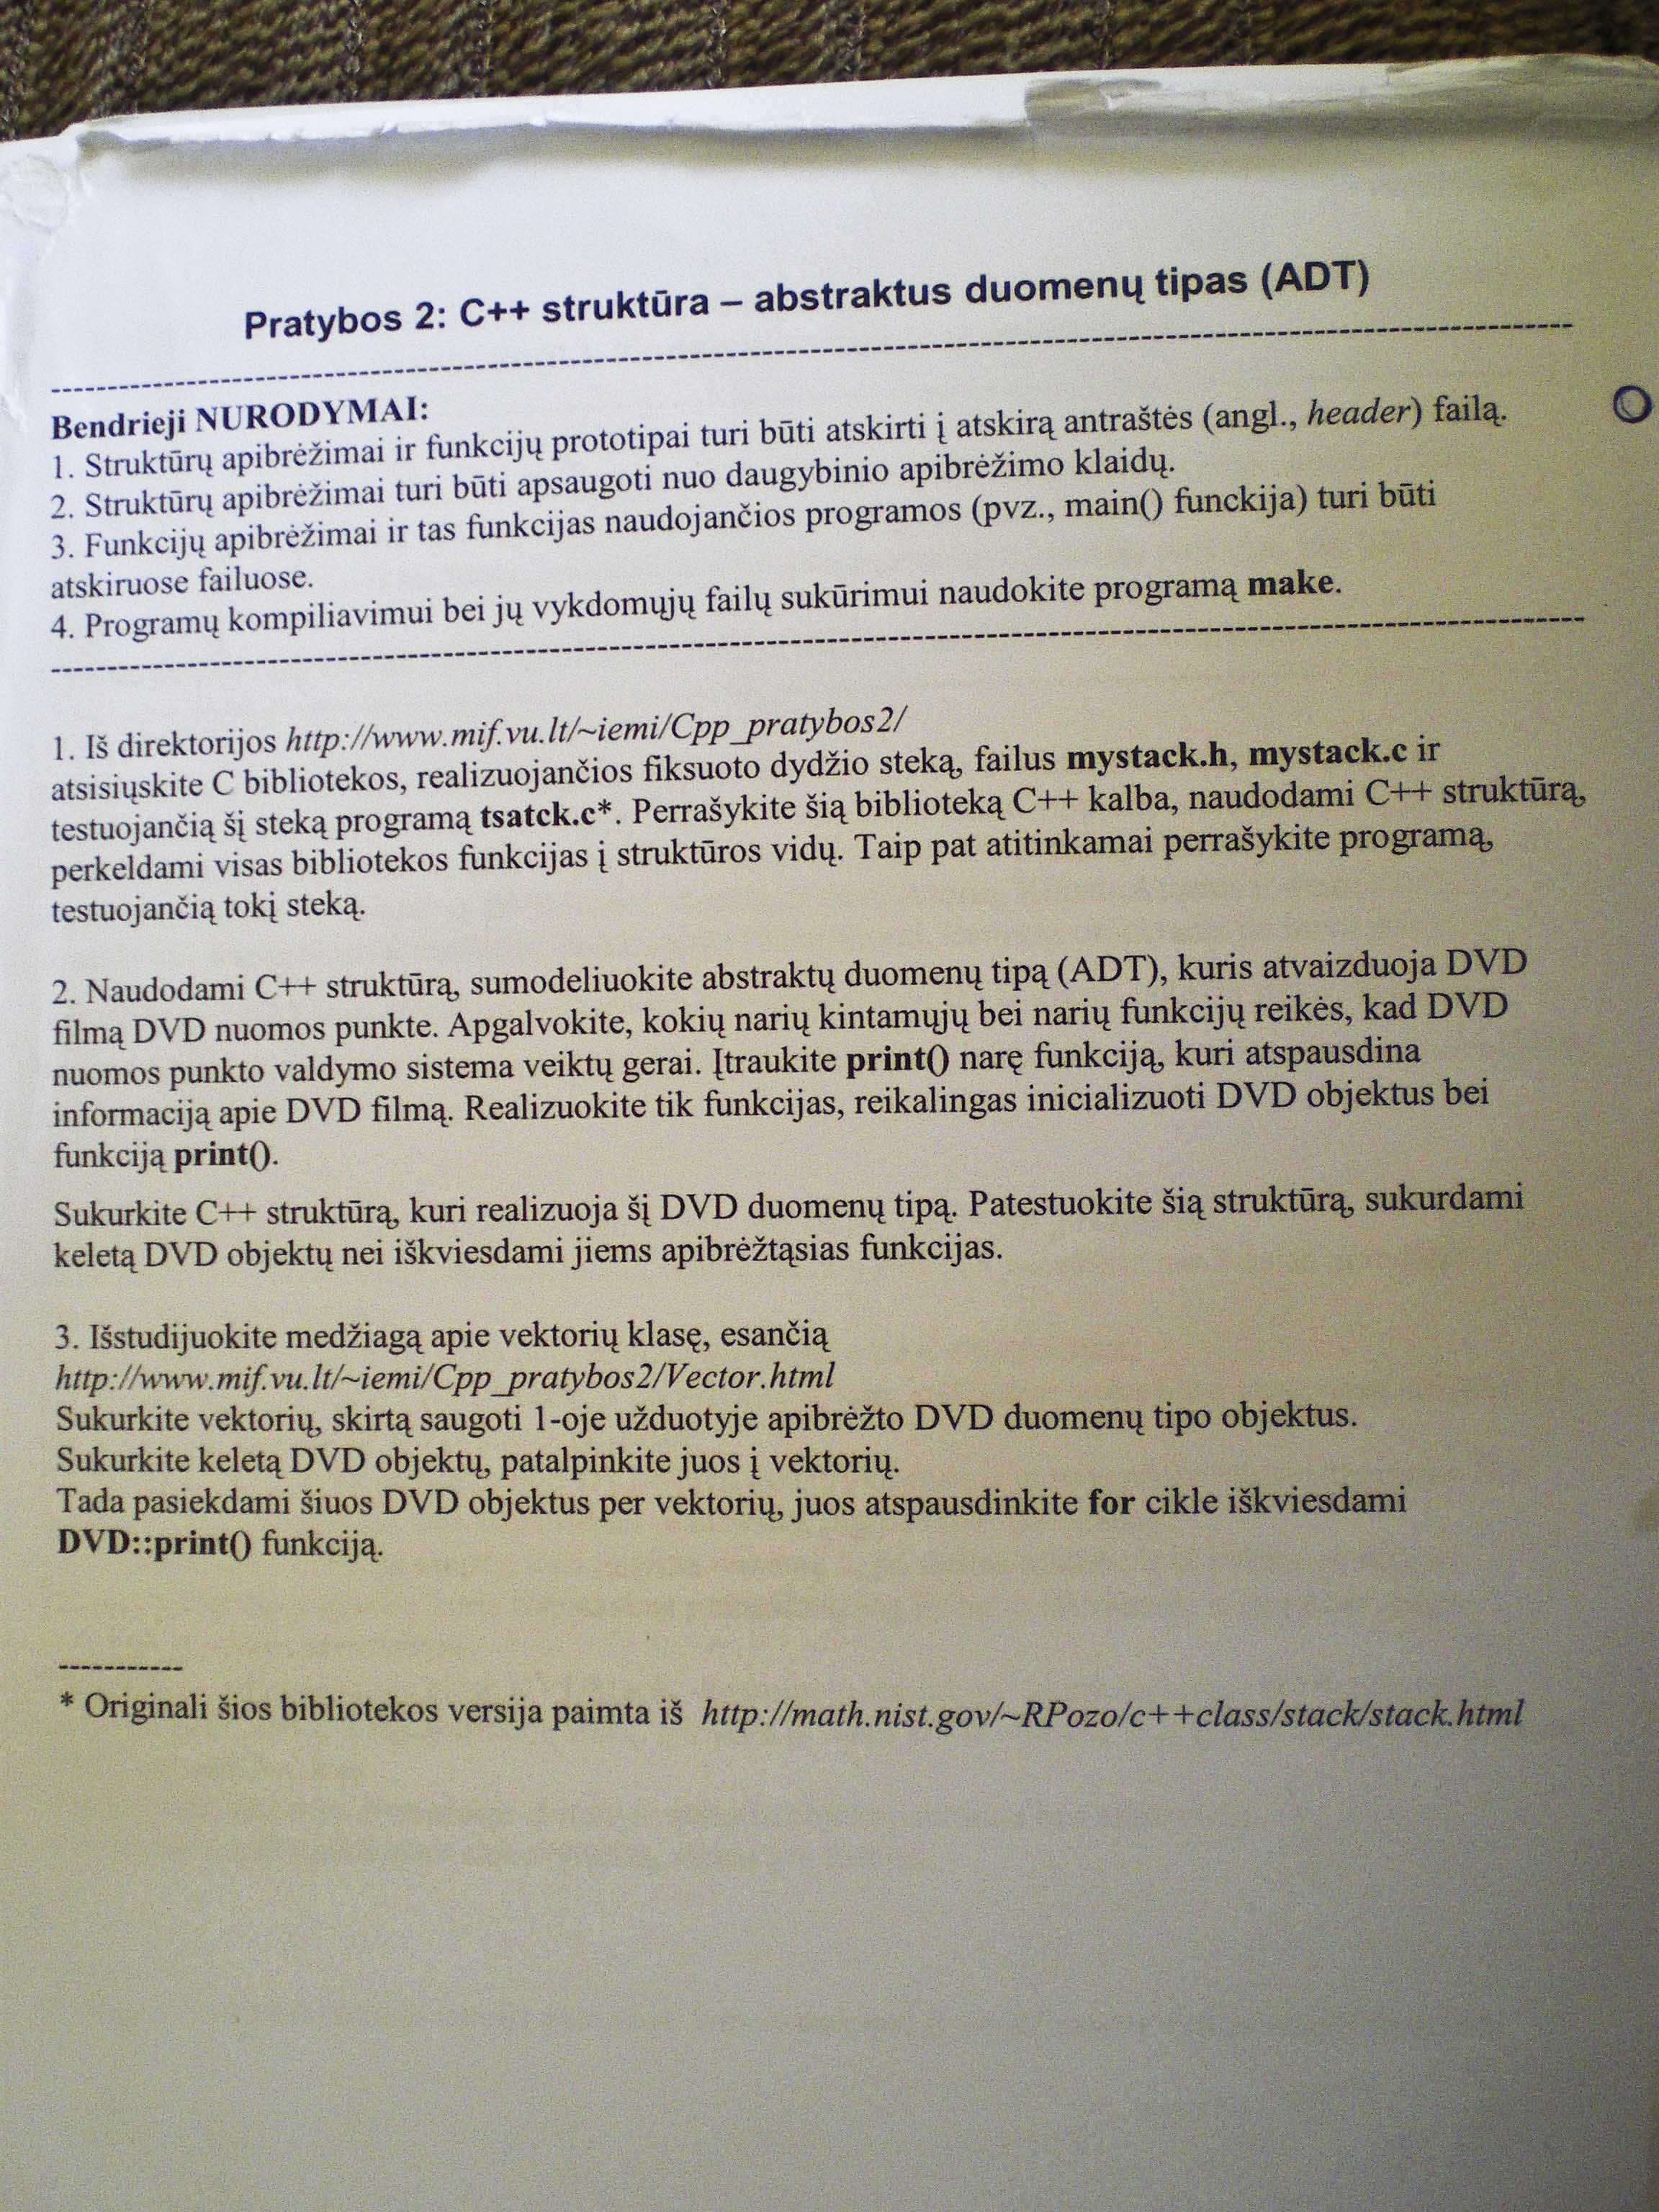 Pratybos 2: C++ struktūra – abstraktus duomenų tipas (ADT)
Bendrieji NURODYMAI:
1. Struktūrų apibrėžimai ir funkcijų prototipai turi būti atskirti į atskirą antraštės (angl., header) failą.
2. Struktūrų apibrėžimai turi būti apsaugoti nuo daugybinio apibrėžimo klaidų.
3. Funkcijų apibrėžimai ir tas funkcijas naudojančios programos (pvz., main() funckija) turi būti
atskiruose failuose.
4. Programų kompiliavimui bei jų vykdomųjų failų sukūrimui naudokite programą make.
1. Iš direktorijos http://www.mif.vu.lt/~iemi/Cpp_pratybos2/
atsisiųskite C bibliotekos, realizuojančios fiksuoto dydžio steką, failus mystack.h, mystack.c ir
testuojančią šį steką programą tsatck.c*. Perrašykite šią biblioteką C++ kalba, naudodami C++ struktūrą,
perkeldami visas bibliotekos funkcijas į struktūros vidų. Taip pat atitinkamai perrašykite programą,
testuojančią tokį steką.
2. Naudodami C++ struktūrą, sumodeliuokite abstraktų duomenų tipą (ADT), kuris atvaizduoja DVD
filmą DVD nuomos punkte. Apgalvokite, kokių narių kintamųjų bei narių funkcijų reikės, kad DVD
nuomos punkto valdymo sistema veiktų gerai. Įtraukite print() narę funkciją, kuri atspausdina
informaciją apie DVD filmą. Realizuokite tik funkcijas, reikalingas inicializuoti DVD objektus bei
funkciją print().
Sukurkite C++ struktūrą, kuri realizuoja šį DVD duomenų tipą. Patestuokite šią struktūrą, sukurdami
keletą DVD objektų nei iškviesdami jiems apibrėžtąsias funkcijas.
3. Išstudijuokite medžiagą apie vektorių klasę, esančią
http://www.mif.vu.lt/~iemi/Cpp_pratybos2/Vector.html
Sukurkite vektorių, skirtą saugoti 1-oje užduotyje apibrėžto DVD duomenų tipo objektus.
Sukurkite keletą DVD objektų, patalpinkite juos į vektorių.
Tada pasiekdami šiuos DVD objektus per vektorių, juos atspausdinkite for cikle iškviesdami
DVD::print() funkciją.
* Originali šios bibliotekos versija paimta iš http://math.nist.gov/~RPozo/c++class/stack/stack.html